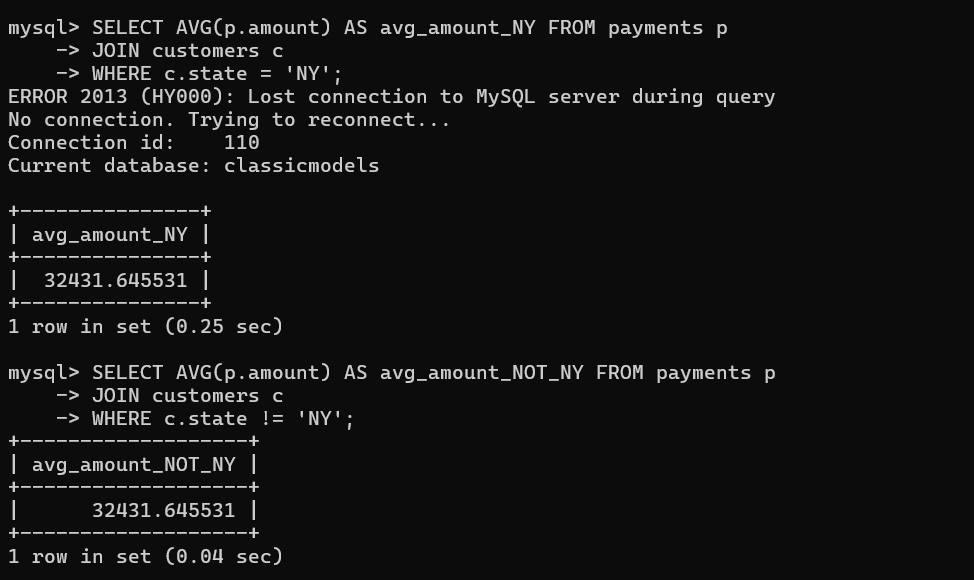 mysql> SELECT AVG(p.amount) AS avg_amount_NY FROM payments p
    -> JOIN customers c
    -> WHERE c.state = 'NY';
ERROR 2013 (HY000): Lost connection to MySQL server during query
No connection. Trying to reconnect...
Connection id:    110
Current database: classicmodels

+---------------+
| avg_amount_NY |
+---------------+
|  32431.645531 |
+---------------+
1 row in set (0.25 sec)

mysql> SELECT AVG(p.amount) AS avg_amount_NOT_NY FROM payments p
    -> JOIN customers c
    -> WHERE c.state != 'NY';
+-------------------+
| avg_amount_NOT_NY |
+-------------------+
|      32431.645531 |
+-------------------+
1 row in set (0.04 sec)